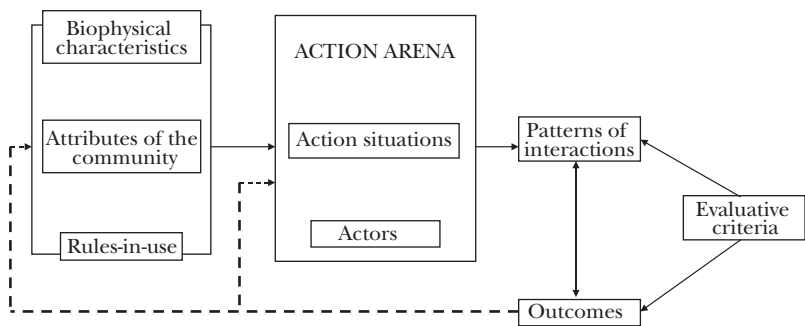 Biophysical
characteristics
Attributes of the
community
Rules-in-use
ACTION ARENA
Action situations
Actors
Patterns of
interactions
Outcomes
Evaluative
criteria